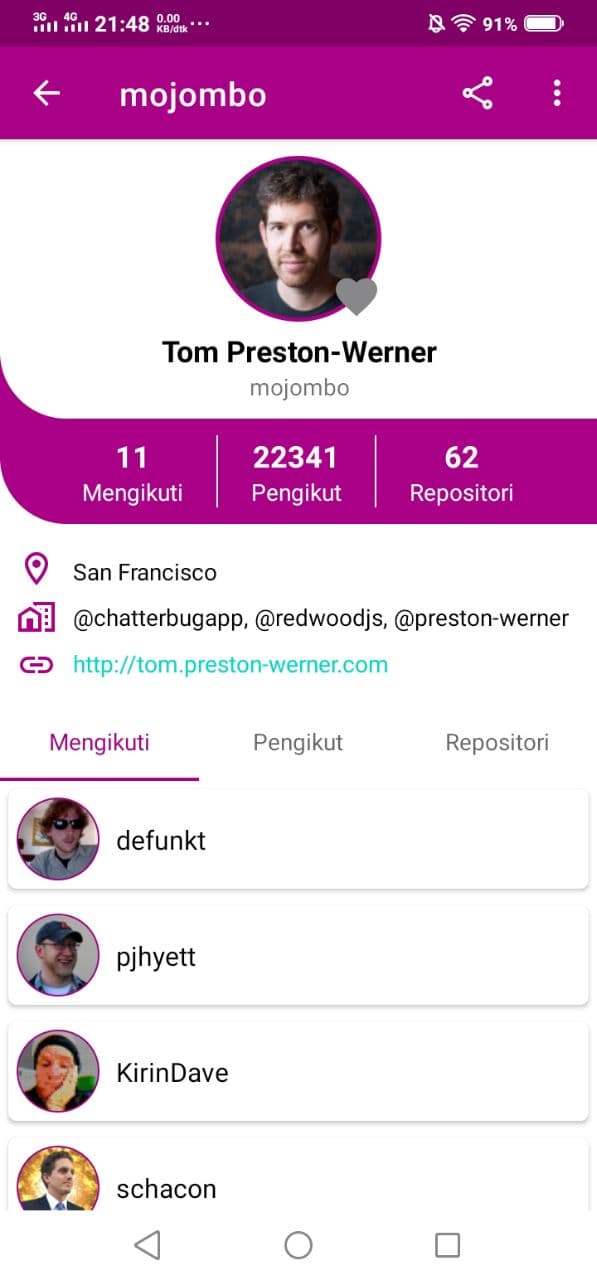 3G 4G 21:48 0.00 KB/dtk ... 91%
mojombo
Tom Preston-Werner
mojombo
11 22341 62
Mengikuti Pengikut Repositori
San Francisco
@chatterbugapp, @redwoodjs, @preston-werner
http://tom.preston-werner.com
Mengikuti Pengikut Repositori
defunkt
pjhyett
KirinDave
schacon